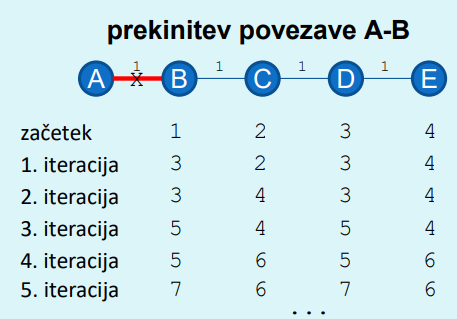 prekinitev povezave A-B
1 1 1 1
A X B C D E
začetek 1 2 3 4
1. iteracija 3 2 3 4
2. iteracija 3 4 3 4
3. iteracija 5 4 5 4
4. iteracija 5 6 5 6
5. iteracija 7 6 7 6
...